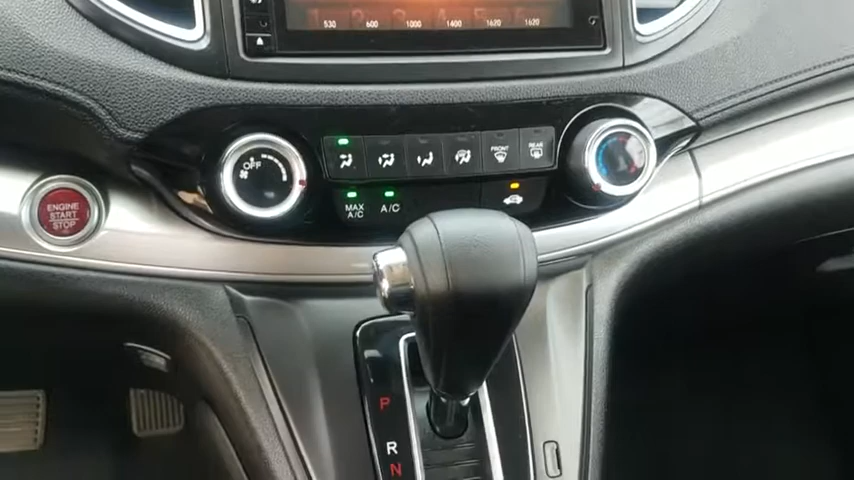 530 600 1000 1400 1620 1620
OFF
FRONT REAR
MAX
A/C A/C
ENGINE
START
STOP
P
R
N